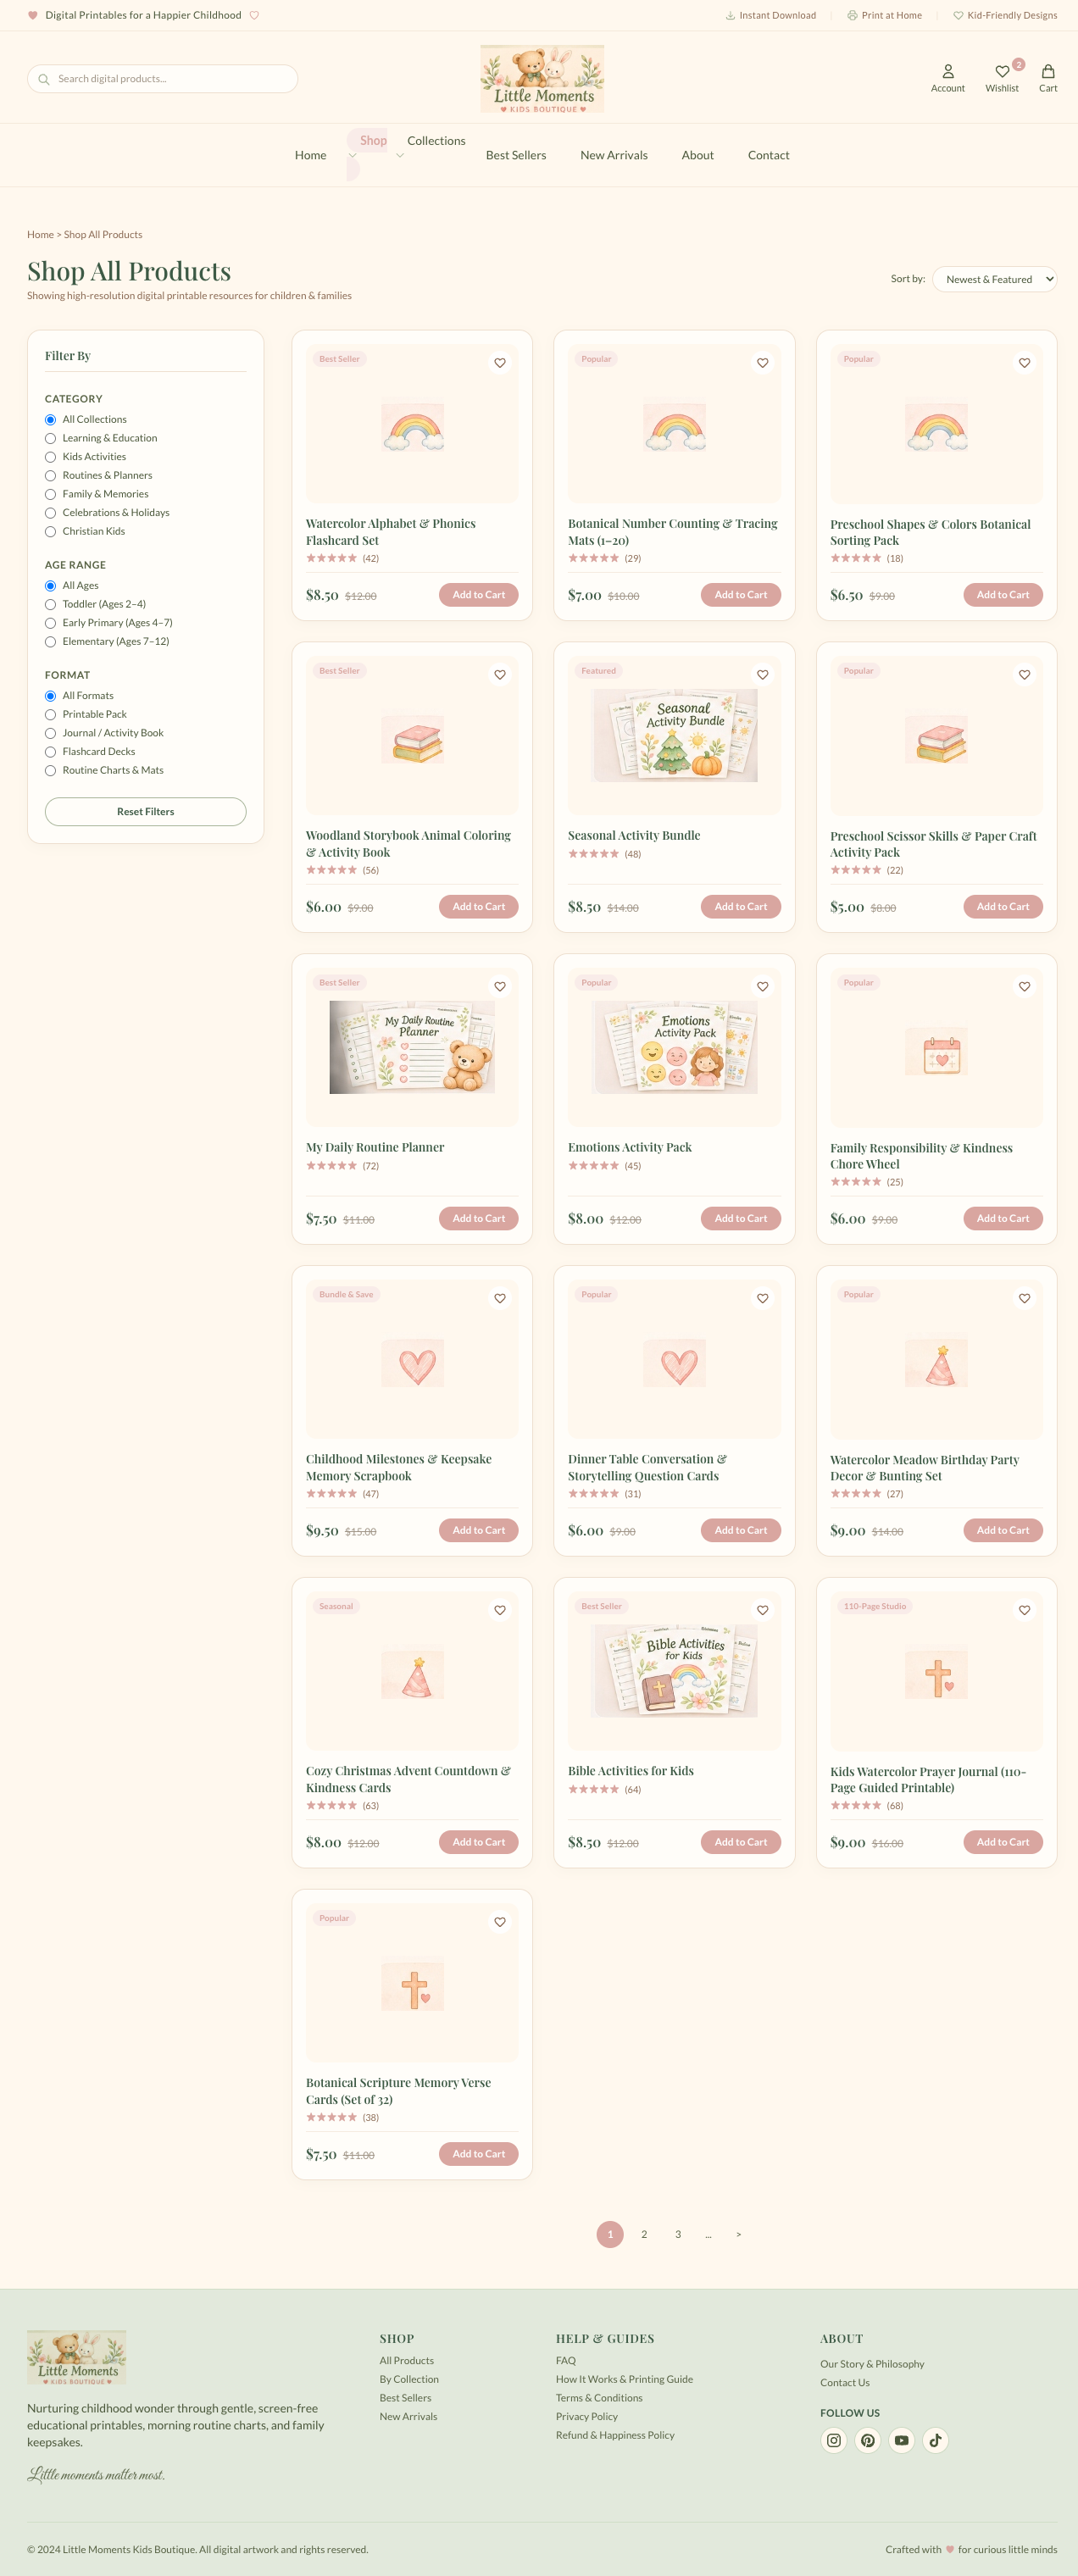 Digital Printables for a Happier Childhood
Instant Download
Print at Home
Kid-Friendly Designs
Search digital products...
Little Moments
KIDS BOUTIQUE
Account
Wishlist
2
Cart
Home
Shop
Collections
Best Sellers
New Arrivals
About
Contact
Home > Shop All Products
Shop All Products
Showing high-resolution digital printable resources for children & families
Sort by:
Newest & Featured
Filter By
CATEGORY
All Collections
Learning & Education
Kids Activities
Routines & Planners
Family & Memories
Celebrations & Holidays
Christian Kids
AGE RANGE
All Ages
Toddler (Ages 2–4)
Early Primary (Ages 4–7)
Elementary (Ages 7–12)
FORMAT
All Formats
Printable Pack
Journal / Activity Book
Flashcard Decks
Routine Charts & Mats
Reset Filters
Best Seller
Watercolor Alphabet & Phonics
Flashcard Set
★★★★★ (42)
$8.50 $12.00
Add to Cart
Popular
Botanical Number Counting & Tracing
Mats (1–20)
★★★★★ (29)
$7.00 $10.00
Add to Cart
Popular
Preschool Shapes & Colors Botanical
Sorting Pack
★★★★★ (18)
$6.50 $9.00
Add to Cart
Best Seller
Woodland Storybook Animal Coloring
& Activity Book
★★★★★ (56)
$6.00 $9.00
Add to Cart
Featured
Seasonal
Activity Bundle
Seasonal Activity Bundle
★★★★★ (48)
$8.50 $14.00
Add to Cart
Popular
Preschool Scissor Skills & Paper Craft
Activity Pack
★★★★★ (22)
$5.00 $8.00
Add to Cart
Best Seller
My Daily Routine
Planner
My Daily Routine Planner
★★★★★ (72)
$7.50 $11.00
Add to Cart
Popular
Emotions
Activity Pack
Emotions Activity Pack
★★★★★ (45)
$8.00 $12.00
Add to Cart
Popular
Family Responsibility & Kindness
Chore Wheel
★★★★★ (25)
$6.00 $9.00
Add to Cart
Bundle & Save
Childhood Milestones & Keepsake
Memory Scrapbook
★★★★★ (47)
$9.50 $15.00
Add to Cart
Popular
Dinner Table Conversation &
Storytelling Question Cards
★★★★★ (31)
$6.00 $9.00
Add to Cart
Popular
Watercolor Meadow Birthday Party
Decor & Bunting Set
★★★★★ (27)
$9.00 $14.00
Add to Cart
Seasonal
Cozy Christmas Advent Countdown &
Kindness Cards
★★★★★ (63)
$8.00 $12.00
Add to Cart
Best Seller
Bible Activities
for Kids
Bible Activities for Kids
★★★★★ (64)
$8.50 $12.00
Add to Cart
110-Page Studio
Kids Watercolor Prayer Journal (110-
Page Guided Printable)
★★★★★ (68)
$9.00 $16.00
Add to Cart
Popular
Botanical Scripture Memory Verse
Cards (Set of 32)
★★★★★ (38)
$7.50 $11.00
Add to Cart
1 2 3 ... >
Little Moments
KIDS BOUTIQUE
Nurturing childhood wonder through gentle, screen-free
educational printables, morning routine charts, and family
keepsakes.
Little moments matter most.
SHOP
All Products
By Collection
Best Sellers
New Arrivals
HELP & GUIDES
FAQ
How It Works & Printing Guide
Terms & Conditions
Privacy Policy
Refund & Happiness Policy
ABOUT
Our Story & Philosophy
Contact Us
FOLLOW US
© 2024 Little Moments Kids Boutique. All digital artwork and rights reserved.
Crafted with ♥ for curious little minds